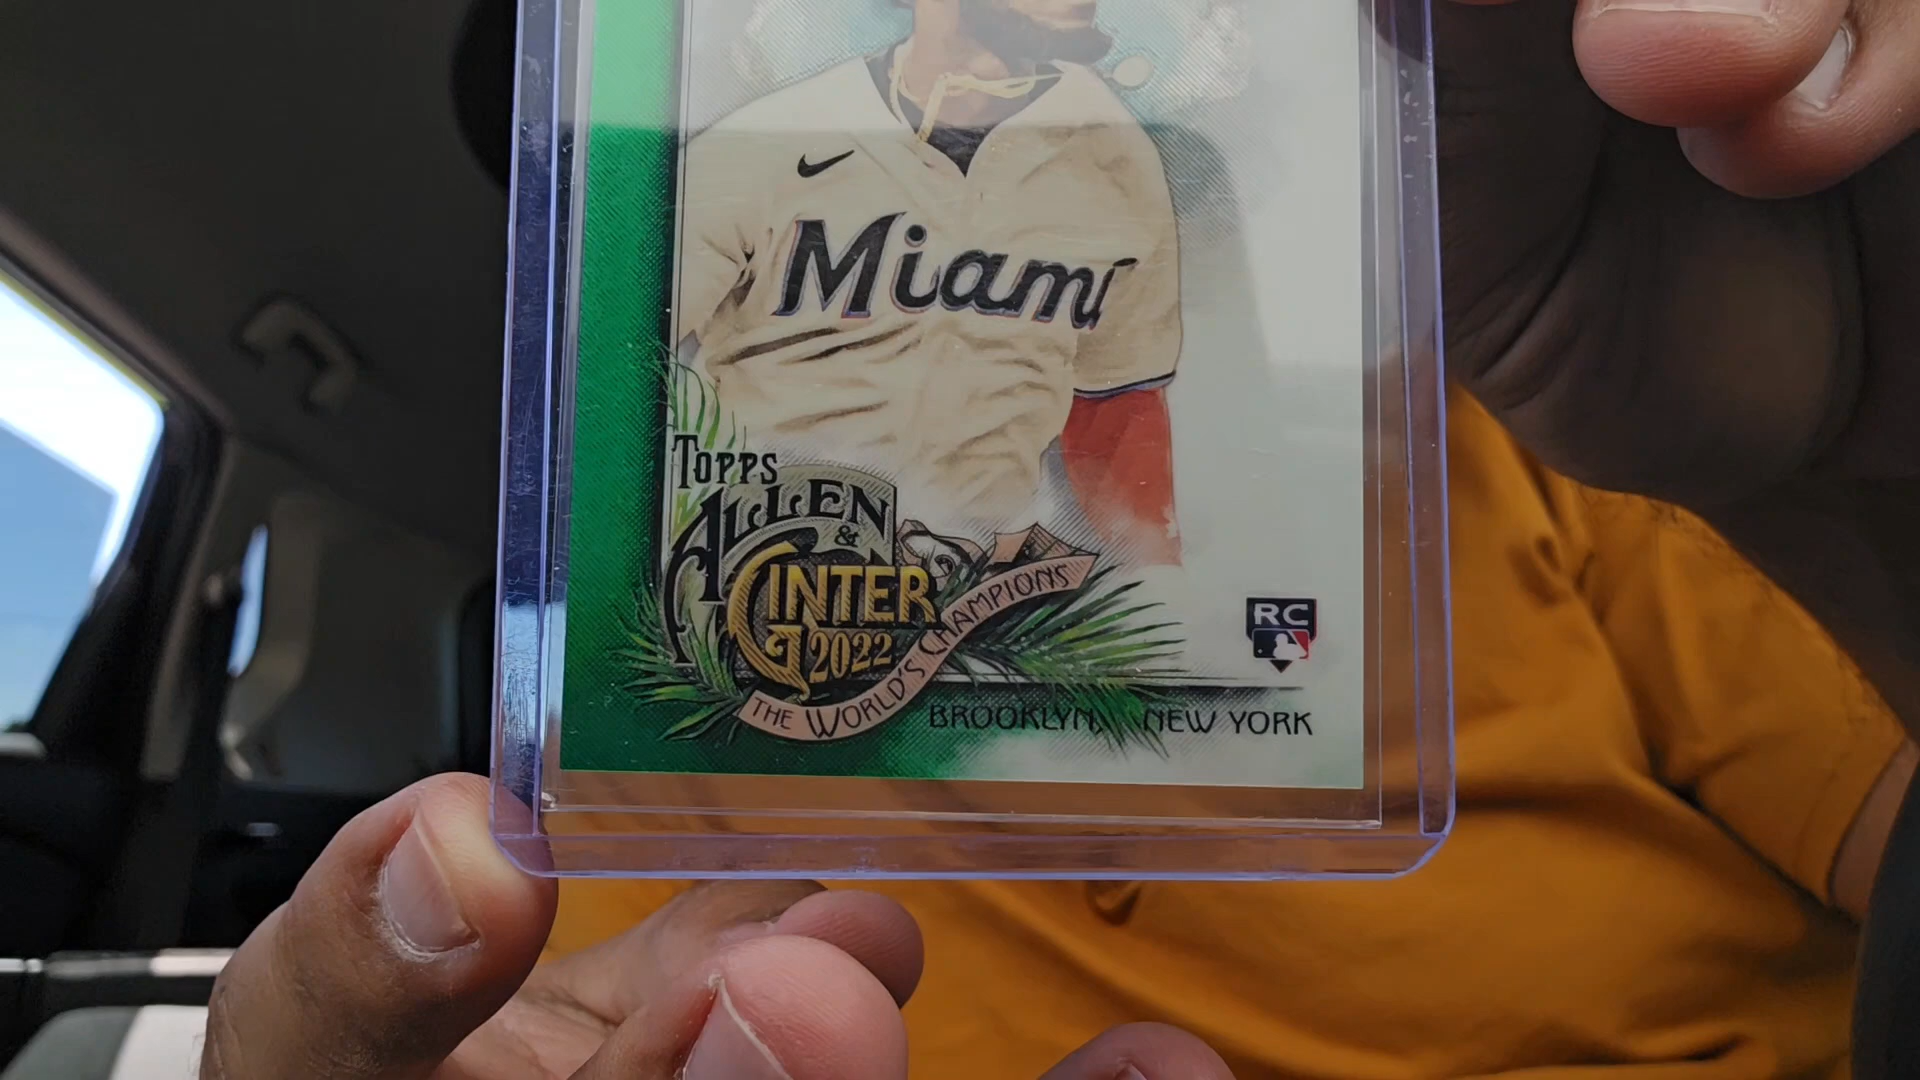 Miami
TOPPS
ALLEN
&
GINTER
2022
THE WORLD'S CHAMPIONS
RC
BROOKLYN, NEW YORK